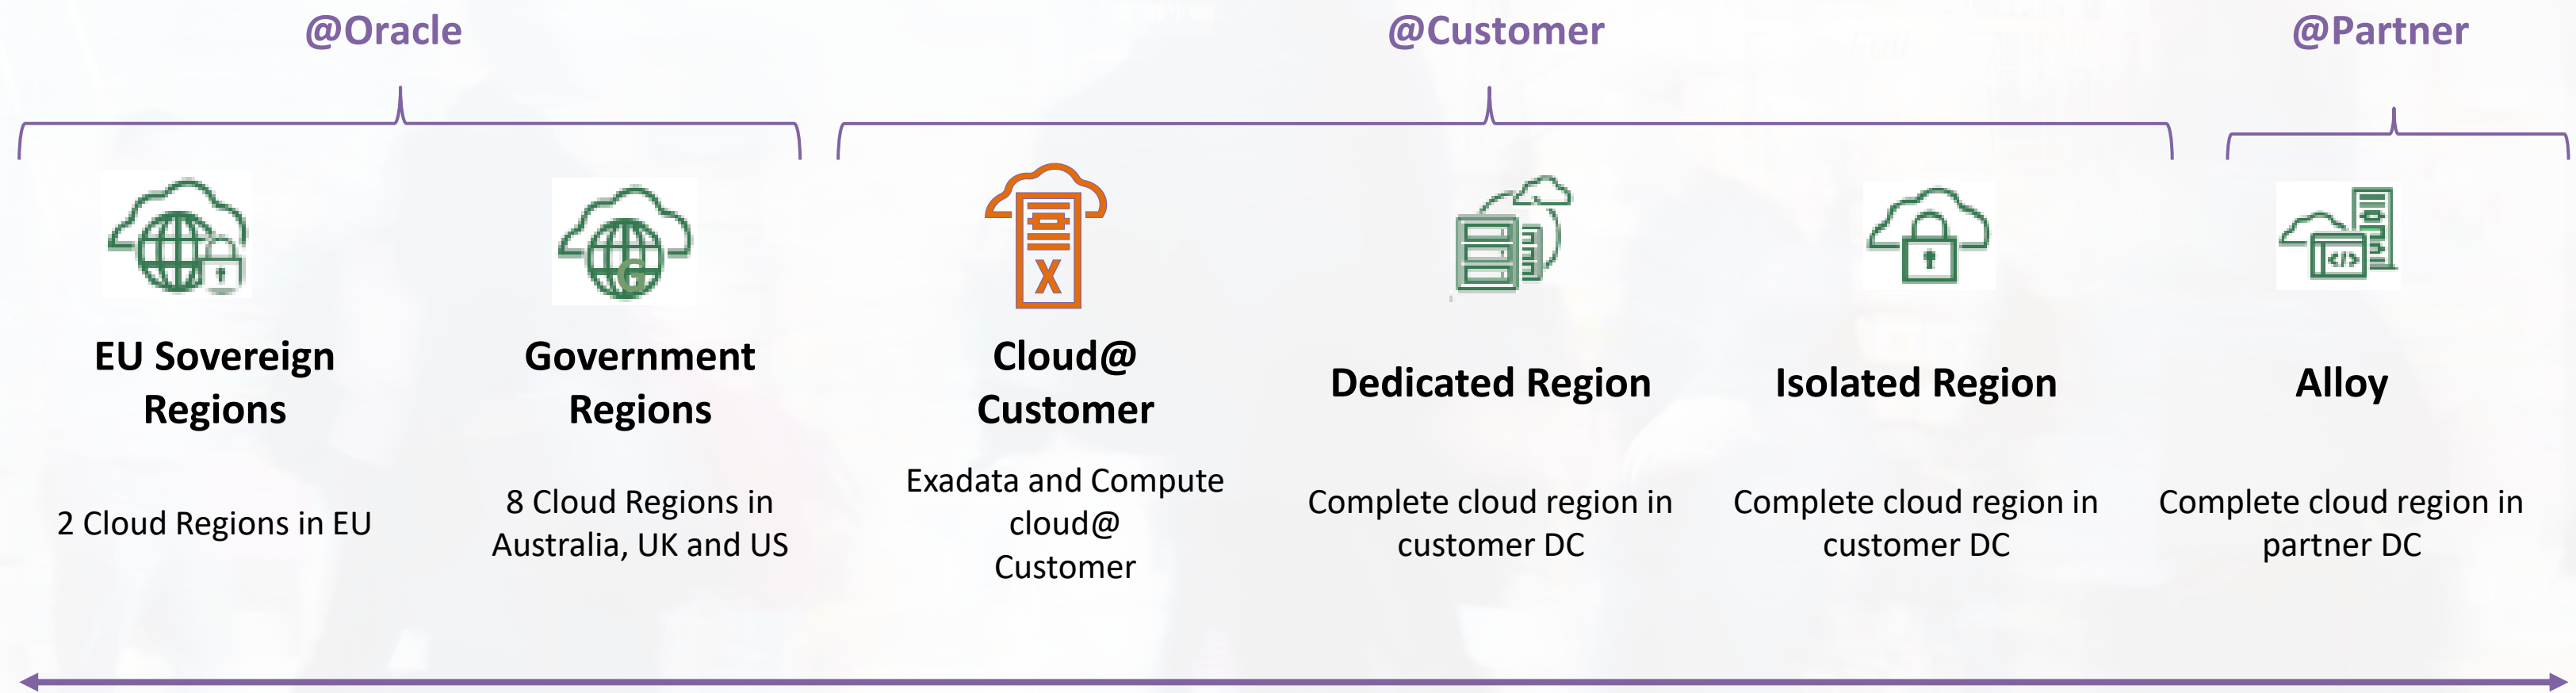 @Oracle
@Customer
@Partner
G
X
</>
EU Sovereign
Regions
Government
Regions
Cloud@
Customer
Dedicated Region
Isolated Region
Alloy
2 Cloud Regions in EU
8 Cloud Regions in
Australia, UK and US
Exadata and Compute
cloud@
Customer
Complete cloud region in
customer DC
Complete cloud region in
customer DC
Complete cloud region in
partner DC